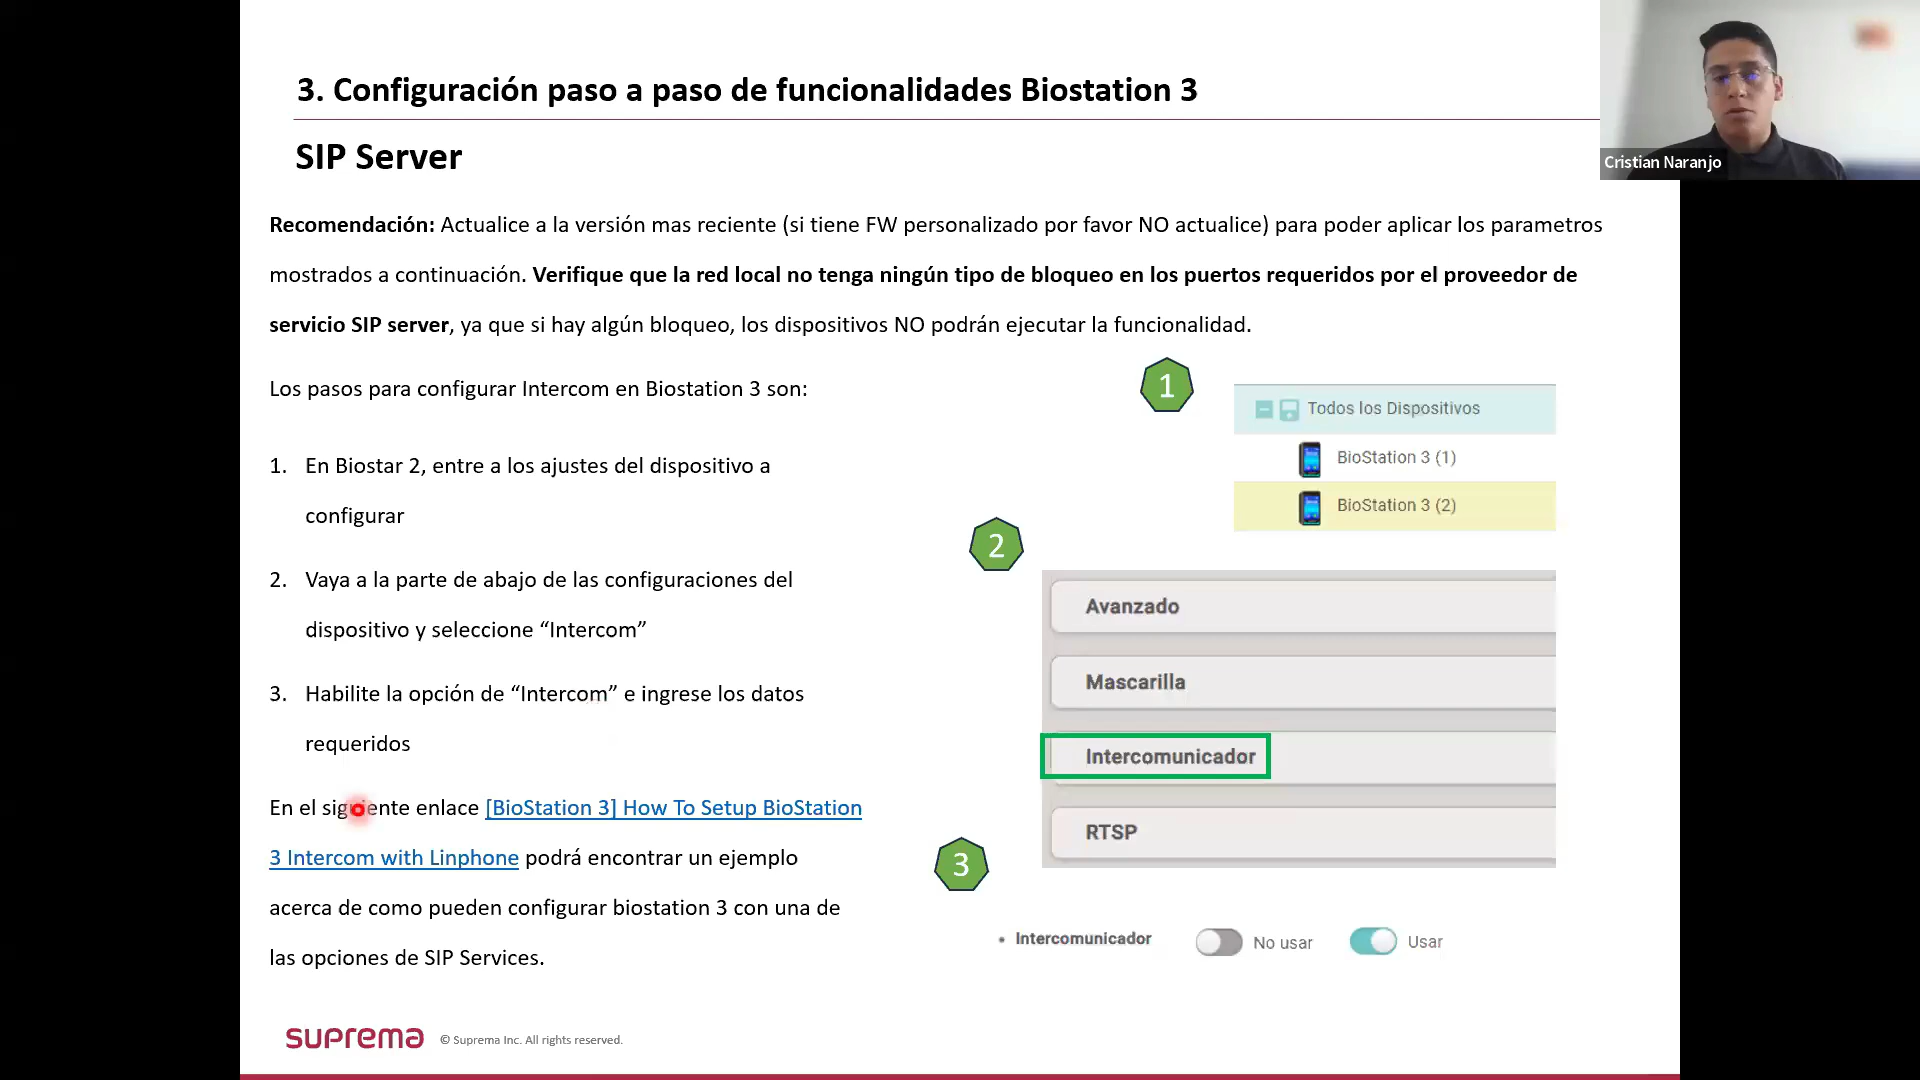 3. Configuración paso a paso de funcionalidades Biostation 3
Cristian Naranjo
SIP Server
Recomendación: Actualice a la versión mas reciente (si tiene FW personalizado por favor NO actualice) para poder aplicar los parametros
mostrados a continuación. Verifique que la red local no tenga ningún tipo de bloqueo en los puertos requeridos por el proveedor de
servicio SIP server, ya que si hay algún bloqueo, los dispositivos NO podrán ejecutar la funcionalidad.
Los pasos para configurar Intercom en Biostation 3 son:
1. En Biostar 2, entre a los ajustes del dispositivo a
configurar
2. Vaya a la parte de abajo de las configuraciones del
dispositivo y seleccione “Intercom”
3. Habilite la opción de “Intercom” e ingrese los datos
requeridos
En el siguiente enlace [BioStation 3] How To Setup BioStation
3 Intercom with Linphone podrá encontrar un ejemplo
acerca de como pueden configurar biostation 3 con una de
las opciones de SIP Services.
1
Todos los Dispositivos
BioStation 3 (1)
BioStation 3 (2)
2
Avanzado
Mascarilla
Intercomunicador
RTSP
3
• Intercomunicador No usar Usar
suprema © Suprema Inc. All rights reserved.